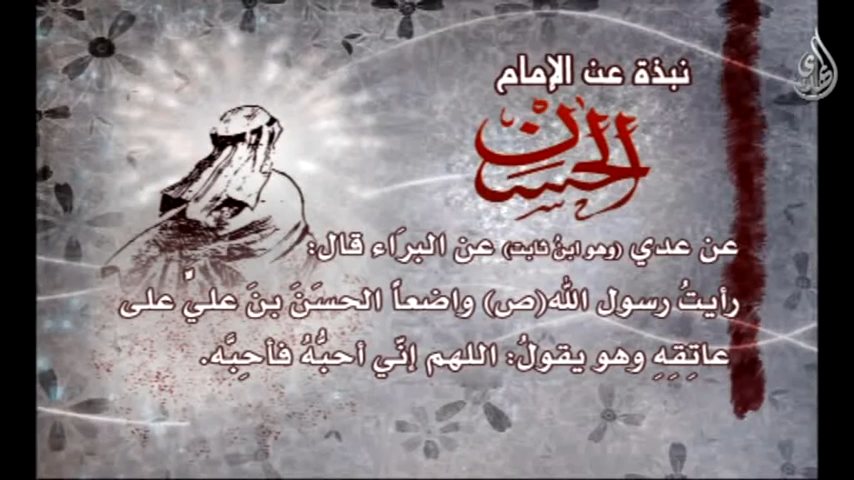 نبذة عن الإمام
الحسن
عن عدي (وهو ابنُ ثابت) عن البرَاء قال:
رأيتُ رسول الله(ص) واضعاً الحسَنَ بنَ عليٍّ على
عاتِقِهِ وهو يقولُ: اللهم إنّي أحبُّهُ فأحِبَّه.